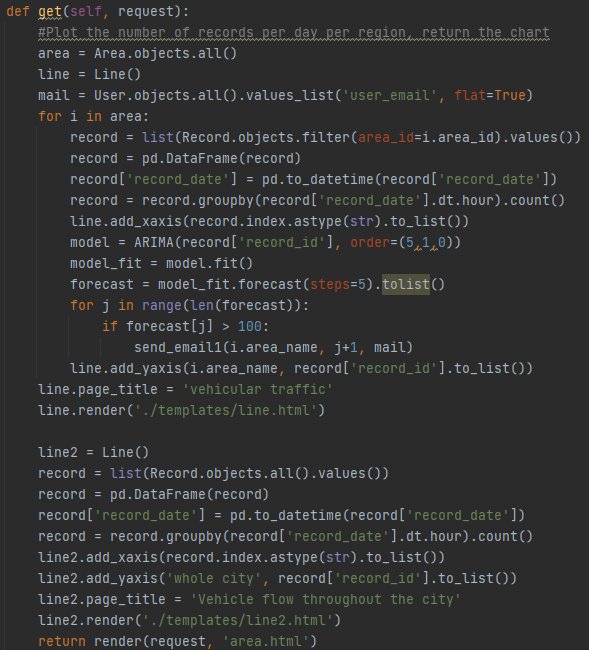 def get(self, request):
    #Plot the number of records per day per region, return the chart
    area = Area.objects.all()
    line = Line()
    mail = User.objects.all().values_list('user_email', flat=True)
    for i in area:
        record = list(Record.objects.filter(area_id=i.area_id).values())
        record = pd.DataFrame(record)
        record['record_date'] = pd.to_datetime(record['record_date'])
        record = record.groupby(record['record_date'].dt.hour).count()
        line.add_xaxis(record.index.astype(str).to_list())
        model = ARIMA(record['record_id'], order=(5,1,0))
        model_fit = model.fit()
        forecast = model_fit.forecast(steps=5).tolist()
        for j in range(len(forecast)):
            if forecast[j] > 100:
                send_email1(i.area_name, j+1, mail)
        line.add_yaxis(i.area_name, record['record_id'].to_list())
    line.page_title = 'vehicular traffic'
    line.render('./templates/line.html')

    line2 = Line()
    record = list(Record.objects.all().values())
    record = pd.DataFrame(record)
    record['record_date'] = pd.to_datetime(record['record_date'])
    record = record.groupby(record['record_date'].dt.hour).count()
    line2.add_xaxis(record.index.astype(str).to_list())
    line2.add_yaxis('whole city', record['record_id'].to_list())
    line2.page_title = 'Vehicle flow throughout the city'
    line2.render('./templates/line2.html')
    return render(request, 'area.html')